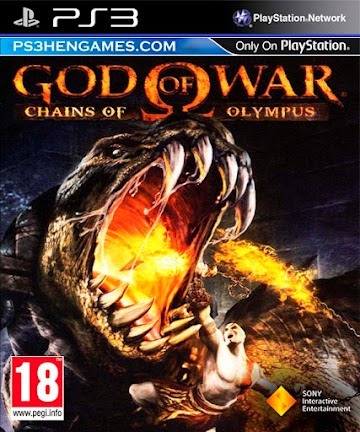 PS3
PlayStation®Network
PS3HENGAMES.COM
Only On PlayStation®
GOD OF WAR®
CHAINS OF OLYMPUS
18
www.pegi.info
SONY
Interactive
Entertainment